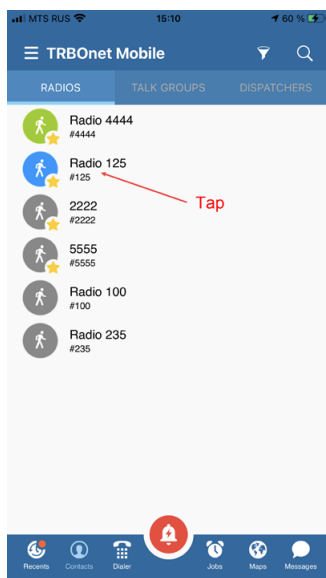 MTS RUS 15:10 60 %
TRBOnet Mobile
RADIOS TALK GROUPS DISPATCHERS
Radio 4444
#4444
Radio 125
#125
Tap
2222
#2222
5555
#5555
Radio 100
#100
Radio 235
#235
Recents Contacts Dialer Jobs Maps Messages